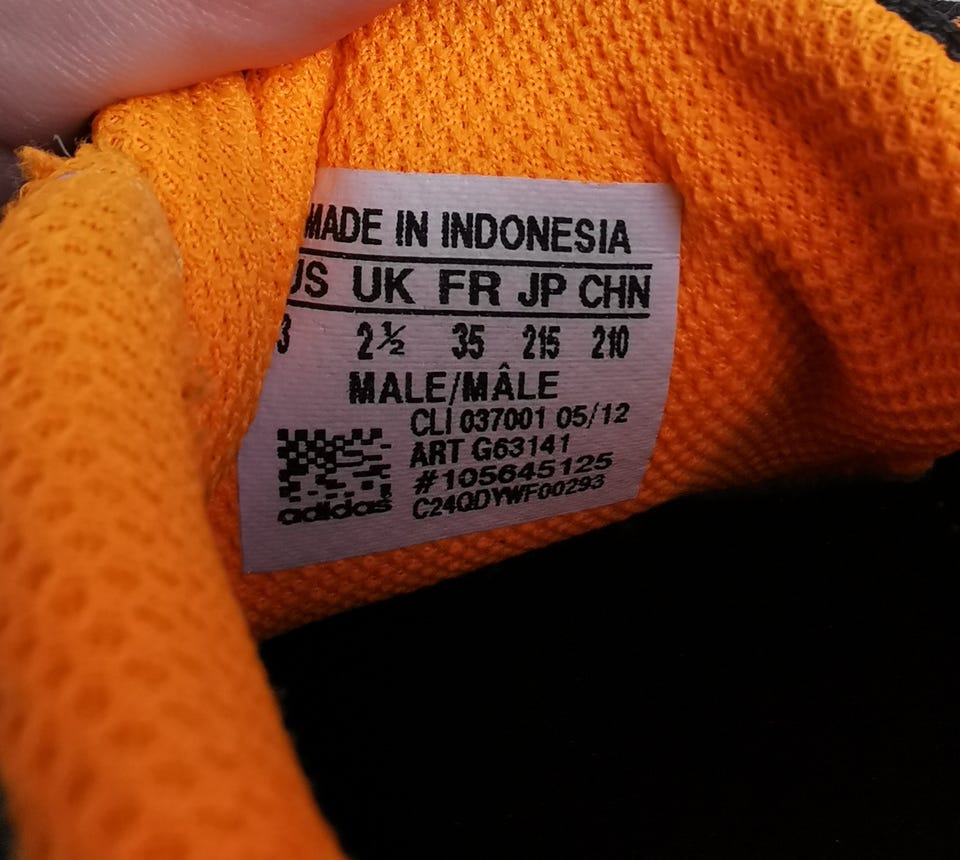 MADE IN INDONESIA
US UK FR JP CHN
3 2½ 35 215 210
MALE/MÂLE
CLI 037001 05/12
ART G63141
#105645125
C24QDYWF00293
adidas